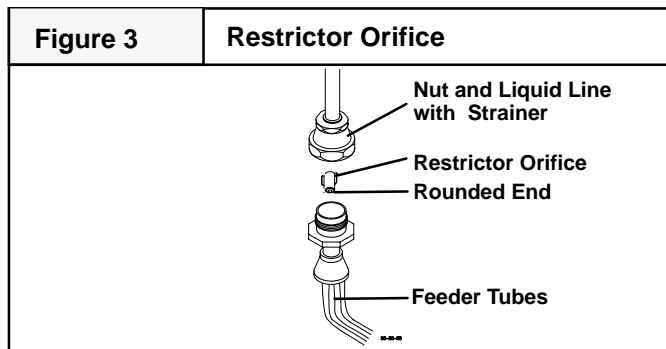 Figure 3
Restrictor Orifice
Nut and Liquid Line
with Strainer
Restrictor Orifice
Rounded End
Feeder Tubes